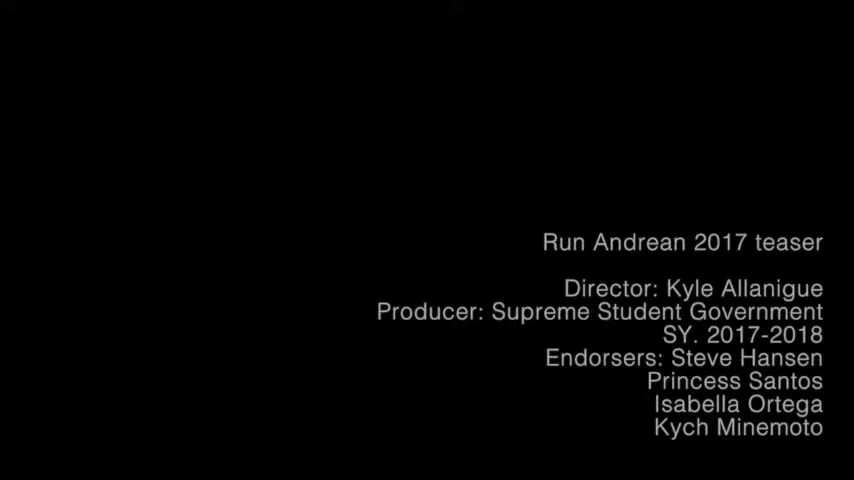 Run Andrean 2017 teaser
Director: Kyle Allanigue
Producer: Supreme Student Government
SY. 2017-2018
Endorsers: Steve Hansen
Princess Santos
Isabella Ortega
Kych Minemoto